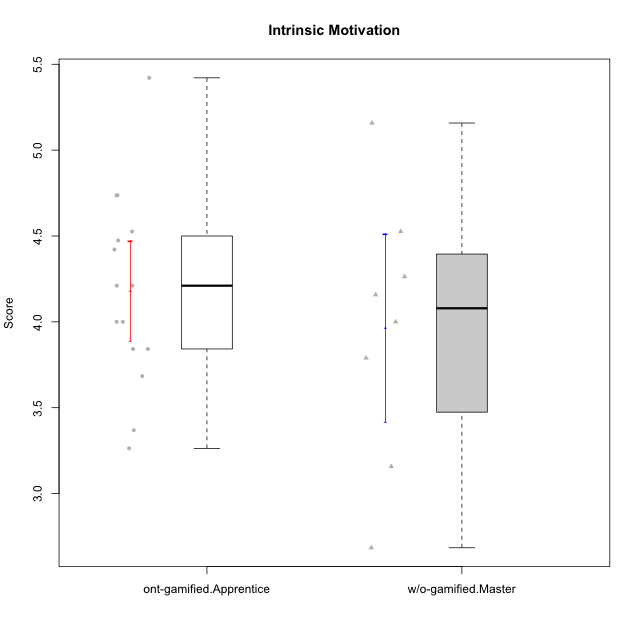 Intrinsic Motivation
Score
5.5
5.0
4.5
4.0
3.5
3.0
ont-gamified.Apprentice
w/o-gamified.Master